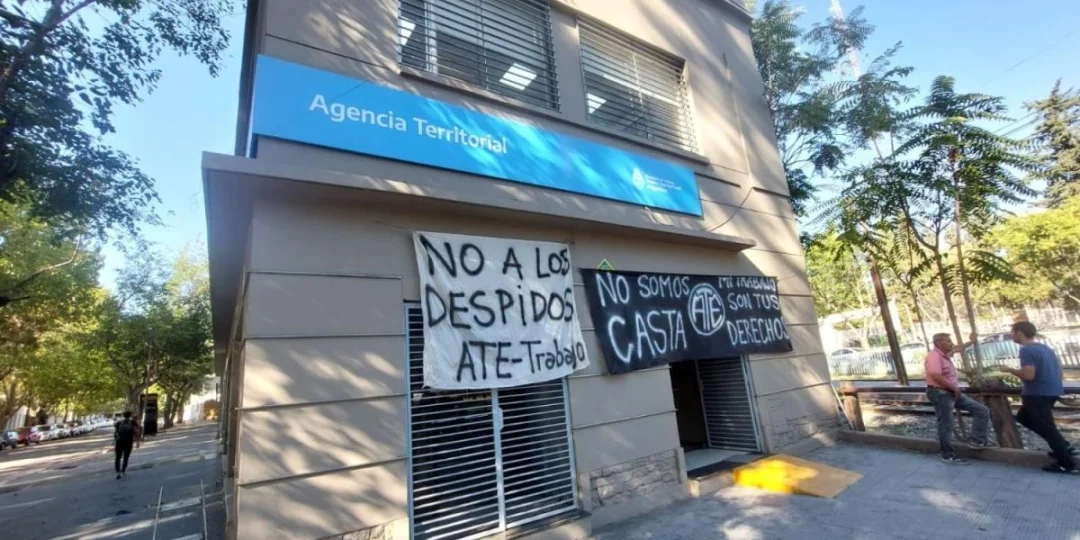 Agencia Territorial
NO A LOS
DESPIDOS
ATE-Trabajo
NO SOMOS
CASTA
ATE
MI TRABAJO
SON TUS
DERECHOS